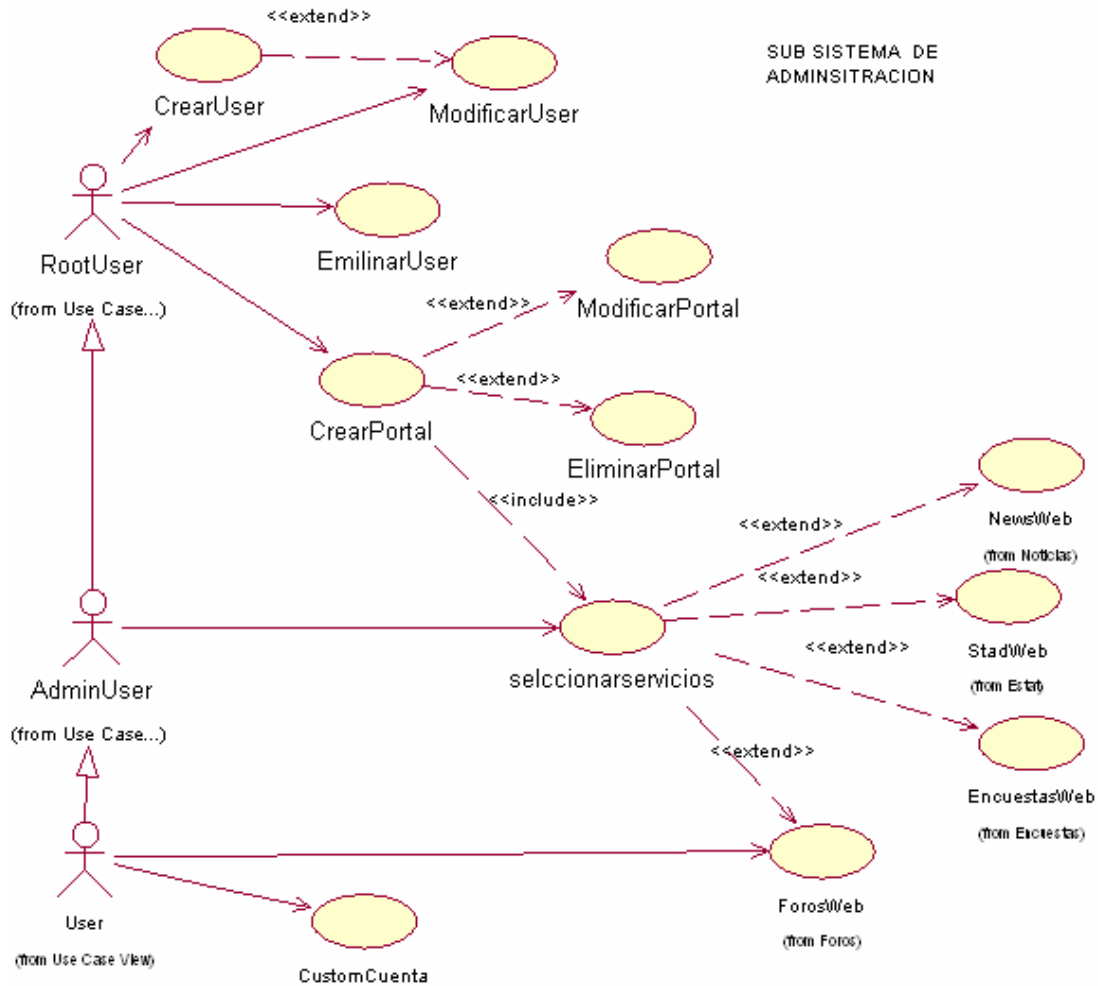 <<extend>>
SUB SISTEMA DE
ADMINSITRACION
CrearUser
ModificarUser
RootUser
(from Use Case...)
EmilinarUser
<<extend>>
ModificarPortal
<<extend>>
CrearPortal
EliminarPortal
<<include>>
<<extend>>
NewsWeb
(from Noticias)
<<extend>>
StadWeb
(from Estat)
<<extend>>
selccionarservicios
AdminUser
(from Use Case...)
<<extend>>
EncuestasWeb
(from Encuestas)
User
(from Use Case View)
ForosWeb
(from Foros)
CustomCuenta